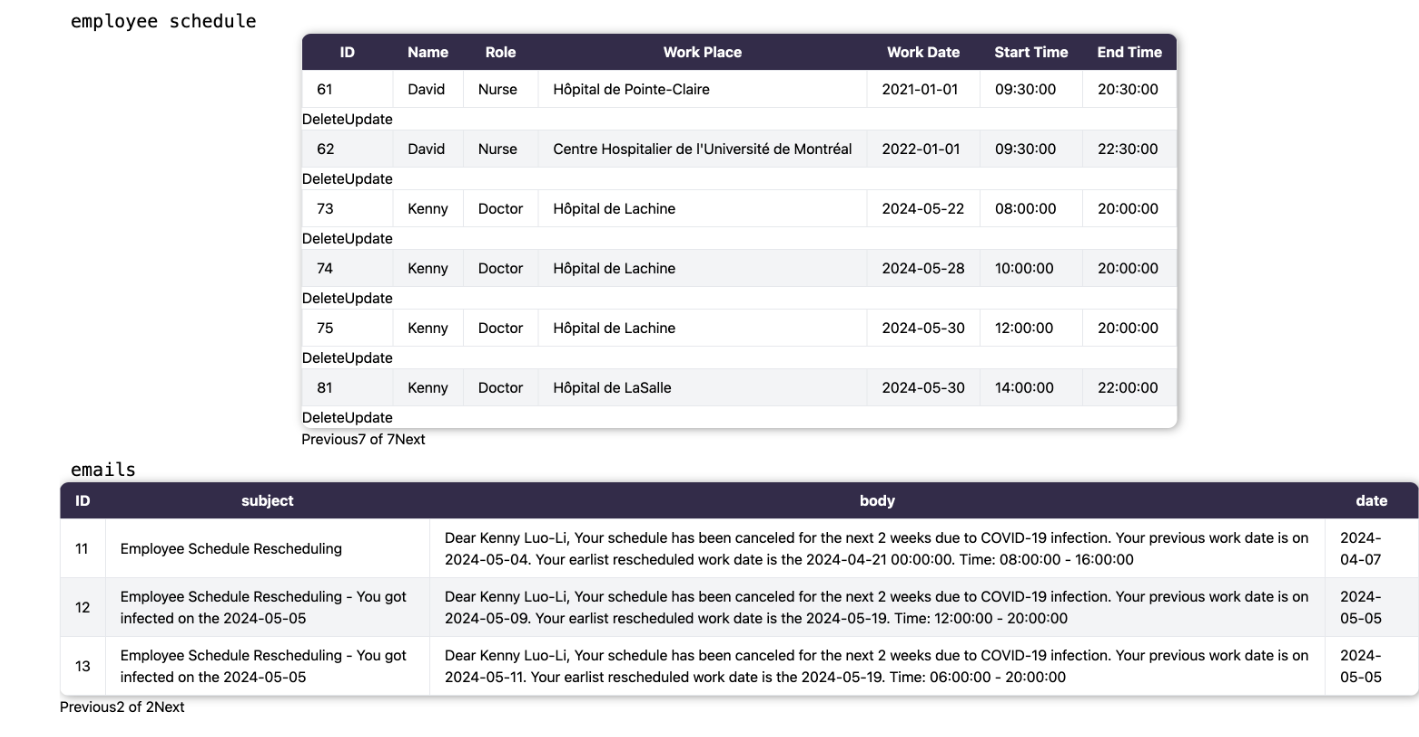 employee schedule
ID Name Role Work Place Work Date Start Time End Time
61 David Nurse Hôpital de Pointe-Claire 2021-01-01 09:30:00 20:30:00
DeleteUpdate
62 David Nurse Centre Hospitalier de l'Université de Montréal 2022-01-01 09:30:00 22:30:00
DeleteUpdate
73 Kenny Doctor Hôpital de Lachine 2024-05-22 08:00:00 20:00:00
DeleteUpdate
74 Kenny Doctor Hôpital de Lachine 2024-05-28 10:00:00 20:00:00
DeleteUpdate
75 Kenny Doctor Hôpital de Lachine 2024-05-30 12:00:00 20:00:00
DeleteUpdate
81 Kenny Doctor Hôpital de LaSalle 2024-05-30 14:00:00 22:00:00
DeleteUpdate
Previous7 of 7Next
emails
ID subject body date
11 Employee Schedule Rescheduling
Dear Kenny Luo-Li, Your schedule has been canceled for the next 2 weeks due to COVID-19 infection. Your previous work date is on
2024-05-04. Your earlist rescheduled work date is the 2024-04-21 00:00:00. Time: 08:00:00 - 16:00:00
2024-
04-07
12
Employee Schedule Rescheduling - You got
infected on the 2024-05-05
Dear Kenny Luo-Li, Your schedule has been canceled for the next 2 weeks due to COVID-19 infection. Your previous work date is on
2024-05-09. Your earlist rescheduled work date is the 2024-05-19. Time: 12:00:00 - 20:00:00
2024-
05-05
13
Employee Schedule Rescheduling - You got
infected on the 2024-05-05
Dear Kenny Luo-Li, Your schedule has been canceled for the next 2 weeks due to COVID-19 infection. Your previous work date is on
2024-05-11. Your earlist rescheduled work date is the 2024-05-19. Time: 06:00:00 - 20:00:00
2024-
05-05
Previous2 of 2Next